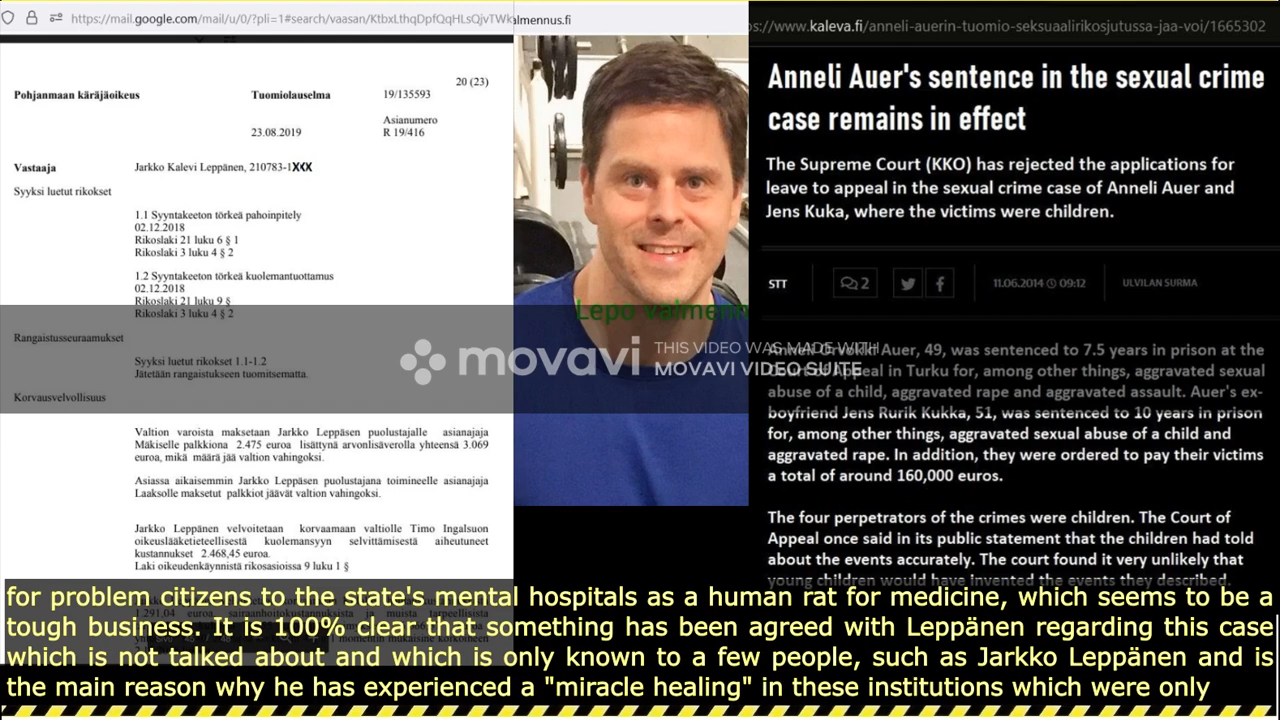 https://mail.google.com/mail/u/0/?pli=1#search/vaasan/KtbxLthqDpfQqHLsQjvTWk
almennus.fi
s://www.kaleva.fi/anneli-auerin-tuomio-seksuaalirikosjutussa-jaa-voi/1665302
20 (23)
Pohjanmaan käräjäoikeus Tuomiolauselma 19/135593
Asianumero
23.08.2019 R 19/416
Vastaaja Jarkko Kalevi Leppänen, 210783-1XXX
Syyksi luetut rikokset
1.1 Syyntakeeton törkeä pahoinpitely
02.12.2018
Rikoslaki 21 luku 6 § 1
Rikoslaki 3 luku 4 § 2
1.2 Syyntakeeton törkeä kuolemantuottamus
02.12.2018
Rikoslaki 21 luku 9 §
Rikoslaki 3 luku 4 § 2
Rangaistusseuraamukset
Syyksi luetut rikokset 1.1-1.2
Jätetään rangaistukseen tuomitsematta.
Korvausvelvollisuus
Valtion varoista maksetaan Jarkko Leppäsen puolustajalle asianajaja
Mäkiselle palkkiona 2.475 euroa lisättynä arvonlisäverolla yhteensä 3.069
euroa, mikä määrä jää valtion vahingoksi.
Asiassa aikaisemmin Jarkko Leppäsen puolustajana toimineelle asianajaja
Laaksolle maksetut palkkiot jäävät valtion vahingoksi.
Jarkko Leppänen velvoitetaan korvaamaan valtiolle Timo Ingalsuon
oikeuslääketieteellisestä kuolemansyyn selvittämisestä aiheutuneet
kustannukset 2.468,45 euroa.
Laki oikeudenkäynnistä rikosasioissa 9 luku 1 §
Lepo valmenn
movavi
THIS VIDEO WAS MADE WITH
MOVAVI VIDEO SUITE
Anneli Auer's sentence in the sexual crime
case remains in effect
The Supreme Court (KKO) has rejected the applications for
leave to appeal in the sexual crime case of Anneli Auer and
Jens Kuka, where the victims were children.
STT 2 11.06.2014 09:12 ULVILAN SURMA
Anneli Orvokki Auer, 49, was sentenced to 7.5 years in prison at the
Court of Appeal in Turku for, among other things, aggravated sexual
abuse of a child, aggravated rape and aggravated assault. Auer's ex-
boyfriend Jens Rurik Kukka, 51, was sentenced to 10 years in prison
for, among other things, aggravated sexual abuse of a child and
aggravated rape. In addition, they were ordered to pay their victims
a total of around 160,000 euros.
The four perpetrators of the crimes were children. The Court of
Appeal once said in its public statement that the children had told
about the events accurately. The court found it very unlikely that
young children would have invented the events they described.
for problem citizens to the state's mental hospitals as a human rat for medicine, which seems to be a
tough business. It is 100% clear that something has been agreed with Leppänen regarding this case
which is not talked about and which is only known to a few people, such as Jarkko Leppänen and is
the main reason why he has experienced a "miracle healing" in these institutions which were only